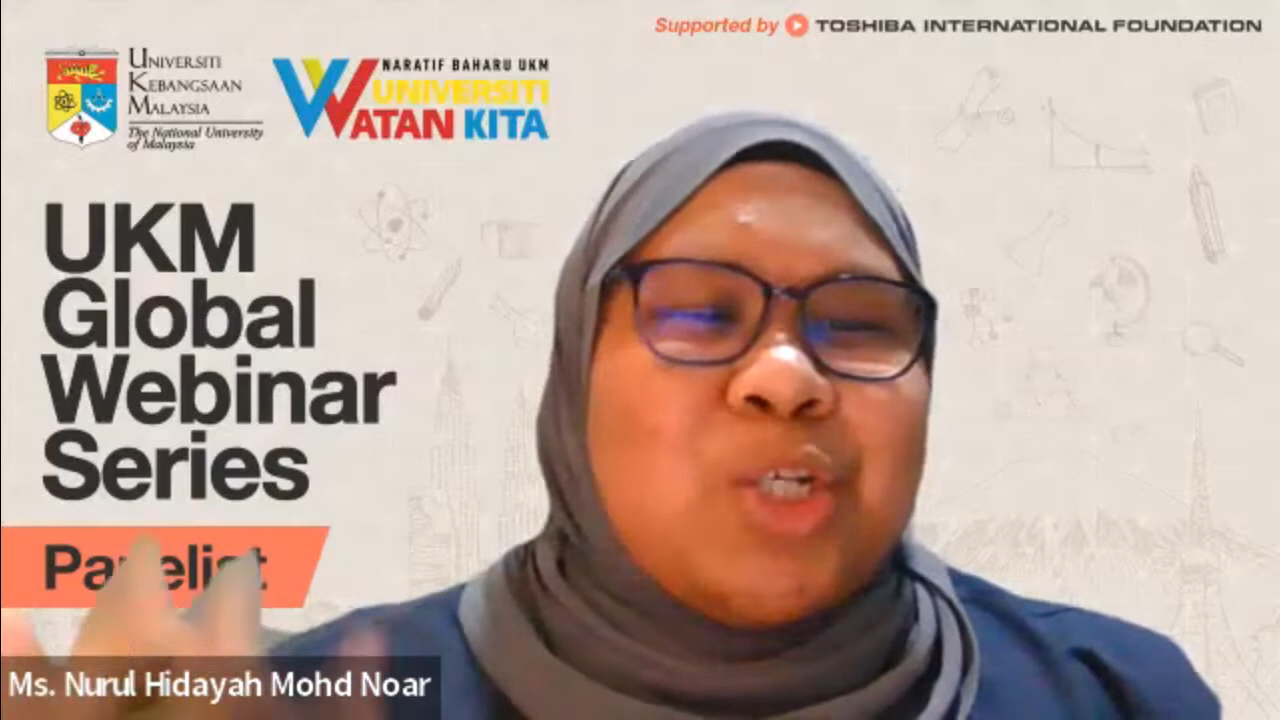 Supported by TOSHIBA INTERNATIONAL FOUNDATION
UNIVERSITI
KEBANGSAAN
MALAYSIA
The National University
of Malaysia
NARATIF BAHARU UKM
UNIVERSITI
WATAN KITA
UKM
Global
Webinar
Series
Panelist
Ms. Nurul Hidayah Mohd Noar